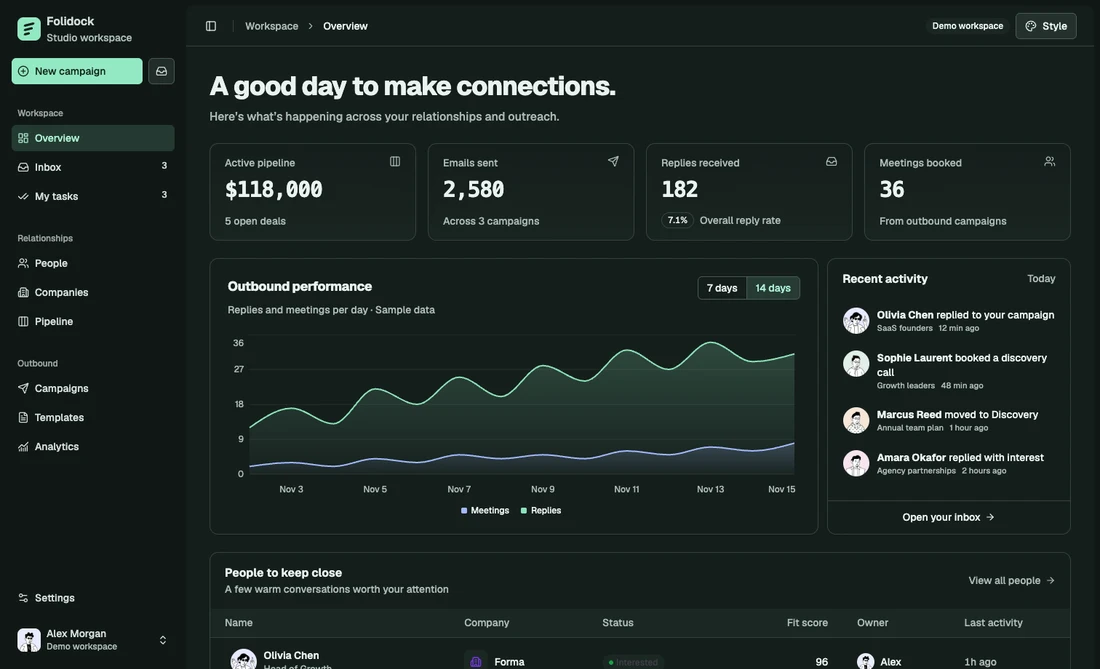 Folidock
Studio workspace
New campaign
Workspace
Overview
Inbox 3
My tasks 3
Relationships
People
Companies
Pipeline
Outbound
Campaigns
Templates
Analytics
Settings
Alex Morgan
Demo workspace
Workspace > Overview
Demo workspace
Style
A good day to make connections.
Here's what's happening across your relationships and outreach.
Active pipeline
$118,000
5 open deals
Emails sent
2,580
Across 3 campaigns
Replies received
182
7.1% Overall reply rate
Meetings booked
36
From outbound campaigns
Outbound performance
Replies and meetings per day · Sample data
7 days 14 days
36
27
18
9
0
Nov 3 Nov 5 Nov 7 Nov 9 Nov 11 Nov 13 Nov 15
Meetings Replies
Recent activity Today
Olivia Chen replied to your campaign
SaaS founders 12 min ago
Sophie Laurent booked a discovery
call
Growth leaders 48 min ago
Marcus Reed moved to Discovery
Annual team plan 1 hour ago
Amara Okafor replied with Interest
Agency partnerships 2 hours ago
Open your inbox →
People to keep close
A few warm conversations worth your attention
View all people →
Name Company Status Fit score Owner Last activity
Olivia Chen
Head of Growth
Forma
Interested
96
Alex
1h ago